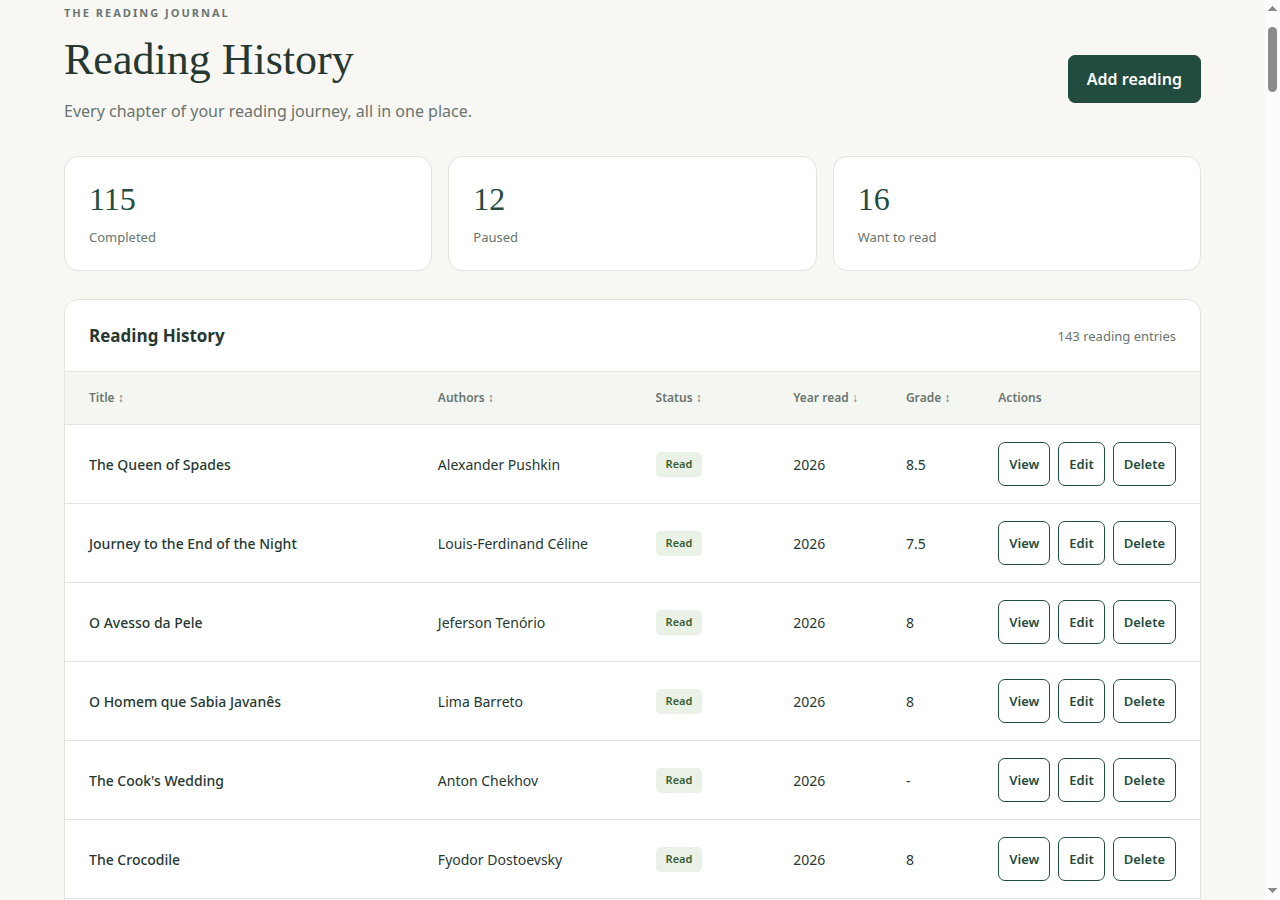 THE READING JOURNAL
Reading History
Every chapter of your reading journey, all in one place.
Add reading
115
Completed
12
Paused
16
Want to read
Reading History
143 reading entries
Title ↕ Authors ↕ Status ↕ Year read ↓ Grade ↕ Actions
The Queen of Spades Alexander Pushkin Read 2026 8.5 View Edit Delete
Journey to the End of the Night Louis-Ferdinand Céline Read 2026 7.5 View Edit Delete
O Avesso da Pele Jeferson Tenório Read 2026 8 View Edit Delete
O Homem que Sabia Javanês Lima Barreto Read 2026 8 View Edit Delete
The Cook's Wedding Anton Chekhov Read 2026 - View Edit Delete
The Crocodile Fyodor Dostoevsky Read 2026 8 View Edit Delete